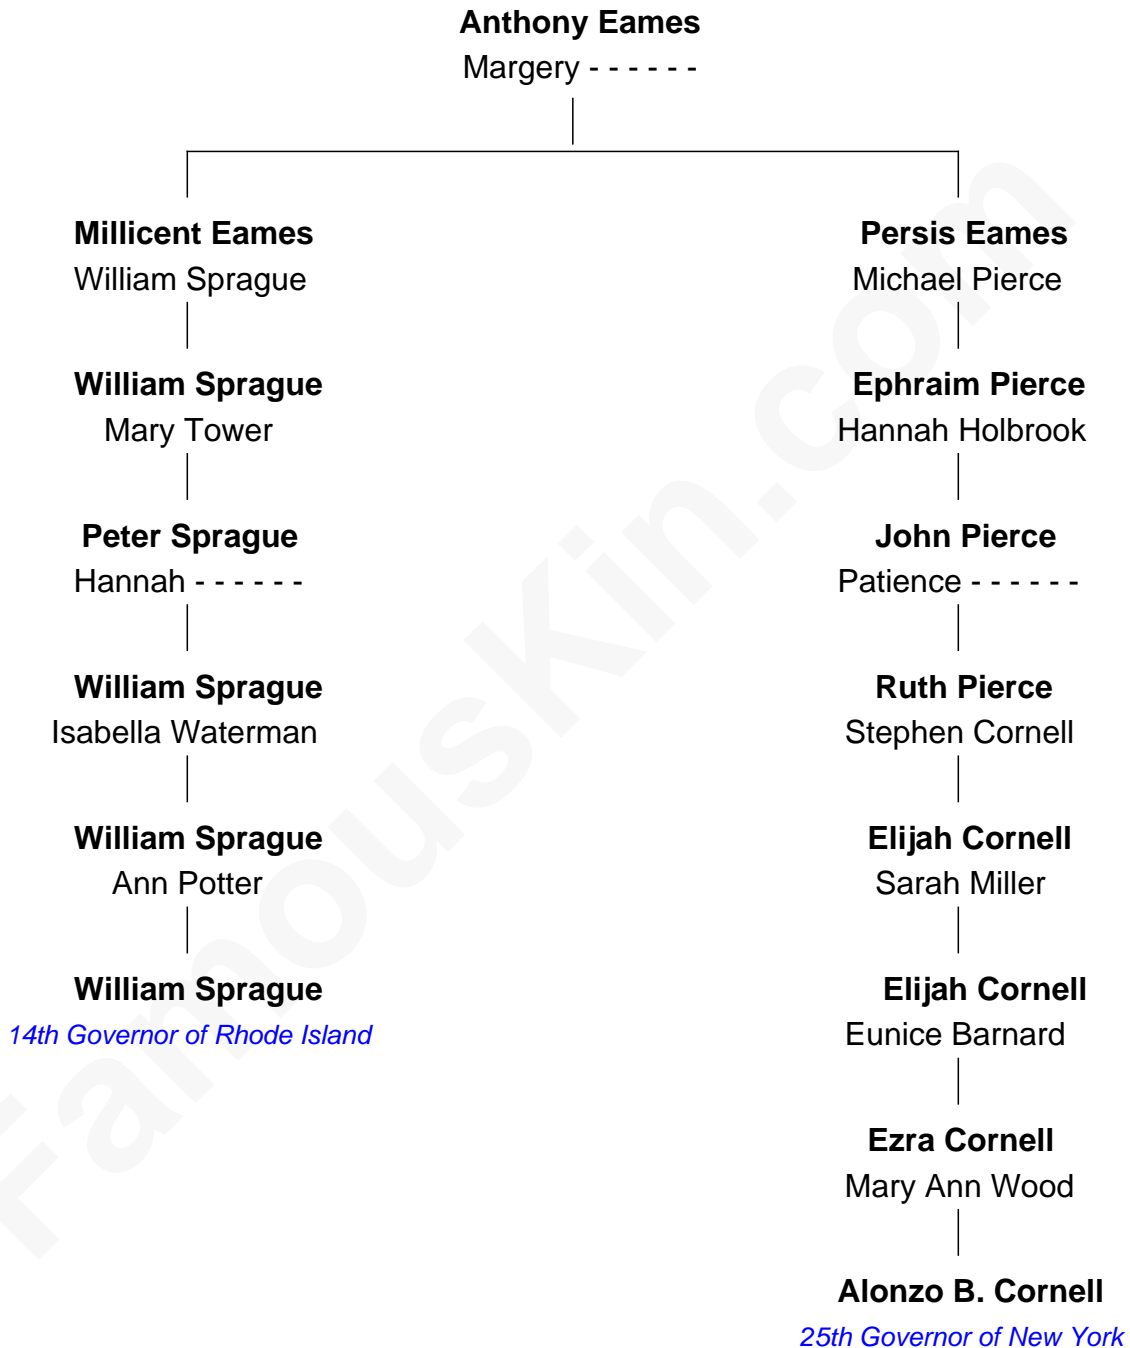 Anthony Eames
Margery - - - - - -
Millicent Eames
William Sprague
Persis Eames
Michael Pierce
William Sprague
Mary Tower
Ephraim Pierce
Hannah Holbrook
Peter Sprague
Hannah - - - - - -
John Pierce
Patience - - - - - -
William Sprague
Isabella Waterman
Ruth Pierce
Stephen Cornell
William Sprague
Ann Potter
Elijah Cornell
Sarah Miller
William Sprague
14th Governor of Rhode Island
Elijah Cornell
Eunice Barnard
Ezra Cornell
Mary Ann Wood
Alonzo B. Cornell
25th Governor of New York
FamousKin.com